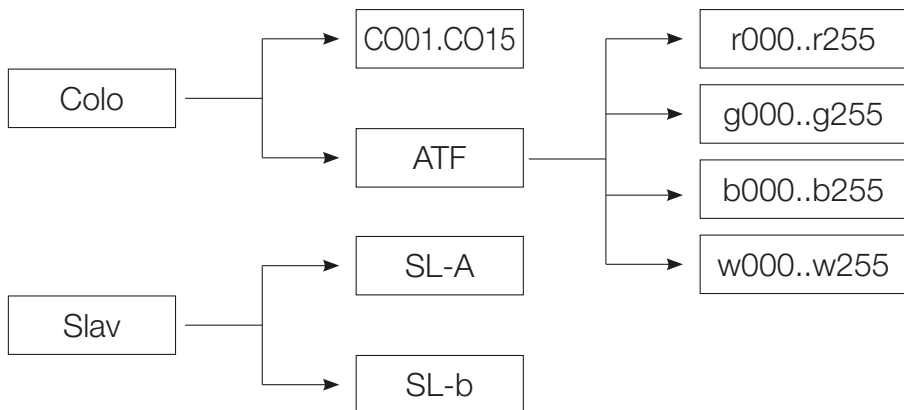 Colo
CO01.CO15
ATF
r000..r255
g000..g255
b000..b255
w000..w255
Slav
SL-A
SL-b